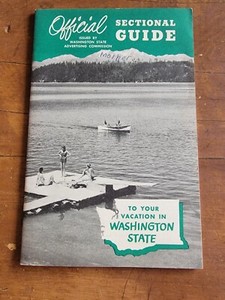 Official
ISSUED BY
WASHINGTON STATE
ADVERTISING COMMISSION
SECTIONAL
GUIDE
TO YOUR
VACATION IN
WASHINGTON
STATE